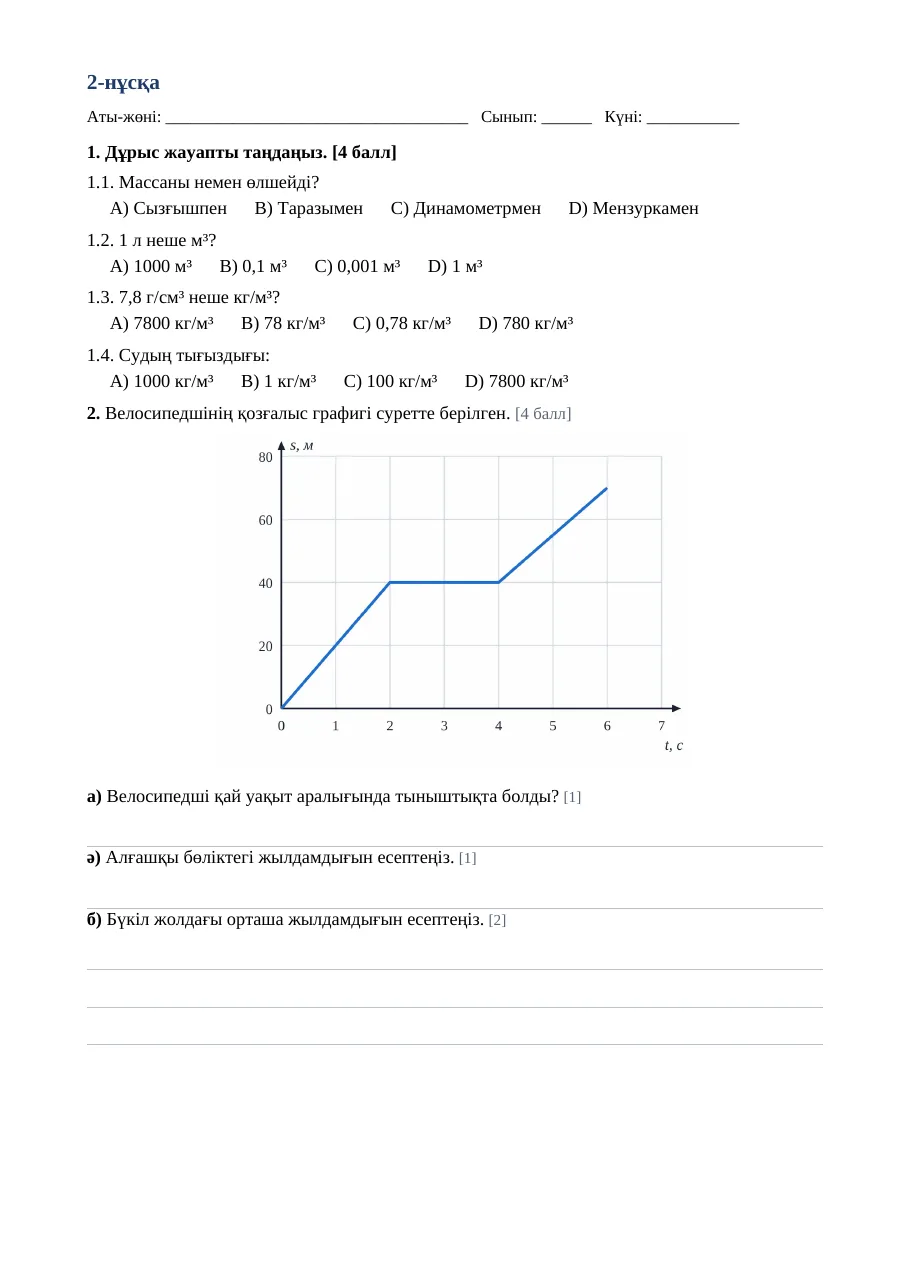 2-нұсқа
Аты-жөні: ____________________________________ Сынып: ______ Күні: ___________
1. Дұрыс жауапты таңдаңыз. [4 балл]
1.1. Массаны немен өлшейді?
A) Сызғышпен B) Таразымен C) Динамометрмен D) Мензуркамен
1.2. 1 л неше м³?
A) 1000 м³ B) 0,1 м³ C) 0,001 м³ D) 1 м³
1.3. 7,8 г/см³ неше кг/м³?
A) 7800 кг/м³ B) 78 кг/м³ C) 0,78 кг/м³ D) 780 кг/м³
1.4. Судың тығыздығы:
A) 1000 кг/м³ B) 1 кг/м³ C) 100 кг/м³ D) 7800 кг/м³
2. Велосипедшінің қозғалыс графигі суретте берілген. [4 балл]
s, м
80
60
40
20
0
0 1 2 3 4 5 6 7
t, с
а) Велосипедші қай уақыт аралығында тыныштықта болды? [1]
ә) Алғашқы бөліктегі жылдамдығын есептеңіз. [1]
б) Бүкіл жолдағы орташа жылдамдығын есептеңіз. [2]